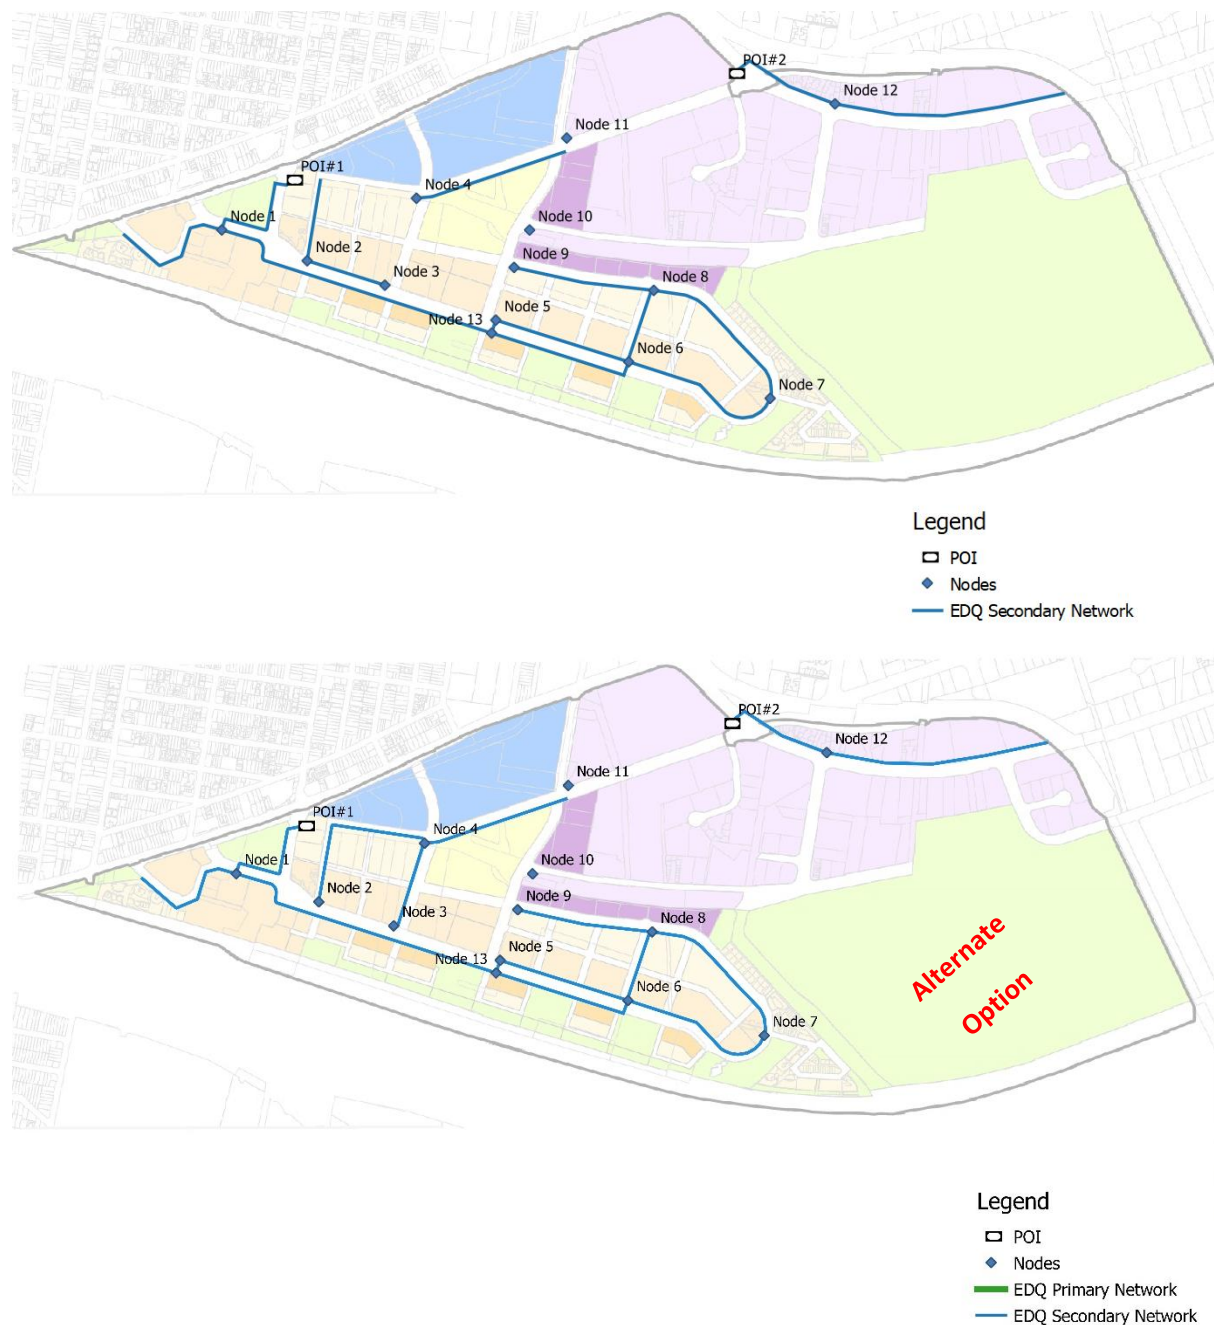 POI#2
Node 12
Node 11
POI#1
Node 4
Node 1
Node 10
Node 2
Node 9
Node 3
Node 8
Node 5
Node 13
Node 6
Node 7
Legend
POI
Nodes
EDQ Secondary Network
POI#2
Node 12
Node 11
POI#1
Node 4
Node 1
Node 10
Node 2
Node 9
Node 3
Node 8
Node 5
Node 13
Node 6
Node 7
Alternate
Option
Legend
POI
Nodes
EDQ Primary Network
EDQ Secondary Network